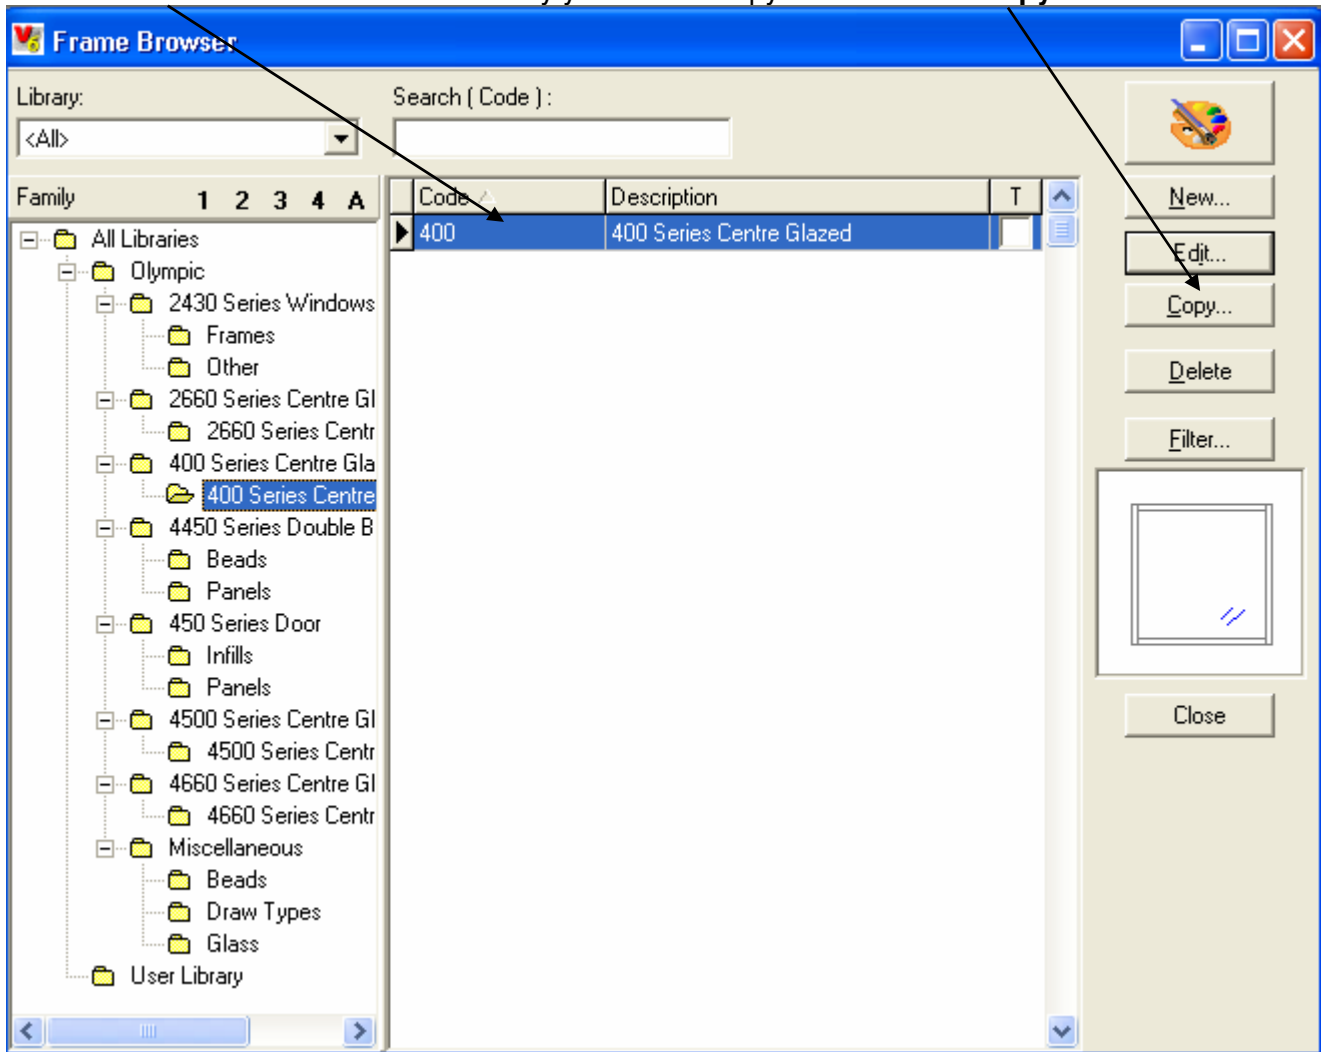 Frame Browser
Library:
Search ( Code ) :
<All>
Family 1 2 3 4 A
Code Description T
400 400 Series Centre Glazed
All Libraries
Olympic
2430 Series Windows
Frames
Other
2660 Series Centre Gl
2660 Series Centr
400 Series Centre Gla
400 Series Centre
4450 Series Double B
Beads
Panels
450 Series Door
Infills
Panels
4500 Series Centre Gl
4500 Series Centr
4660 Series Centre Gl
4660 Series Centr
Miscellaneous
Beads
Draw Types
Glass
User Library
New...
Edit...
Copy...
Delete
Filter...
Close